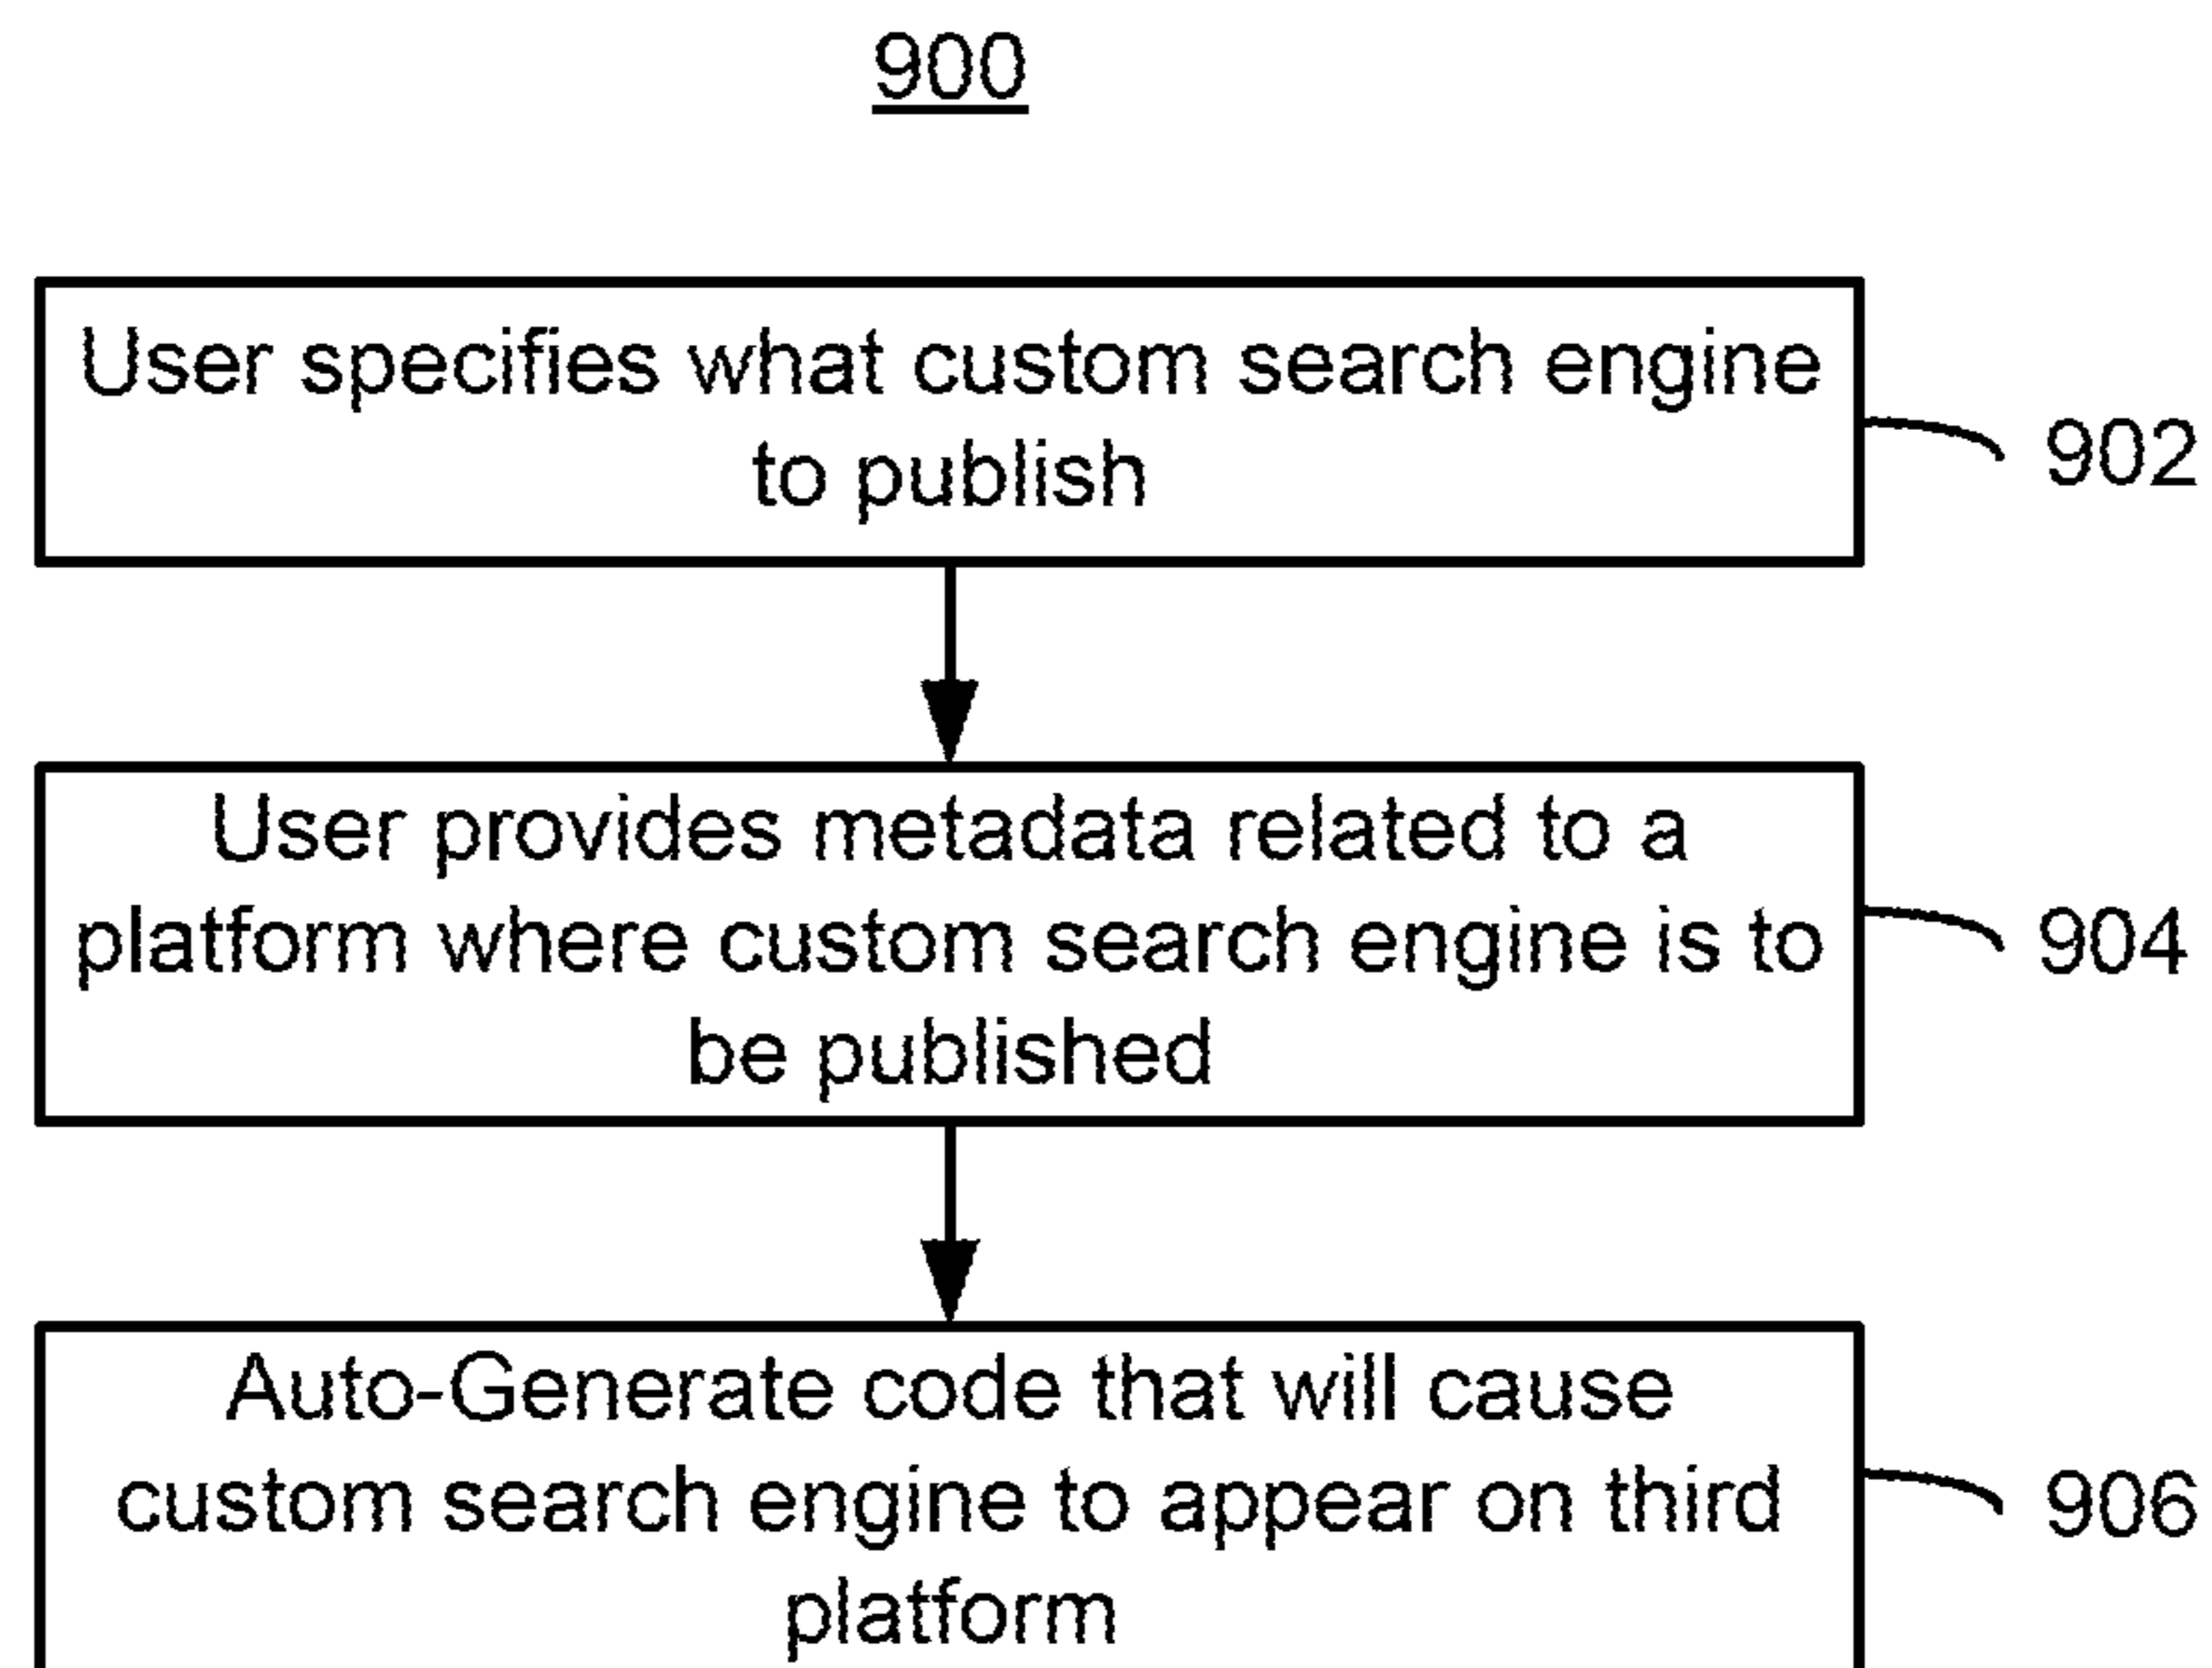 900
User specifies what custom search engine
to publish
902
User provides metadata related to a
platform where custom search engine is to
be published
904
Auto-Generate code that will cause
custom search engine to appear on third
platform
906